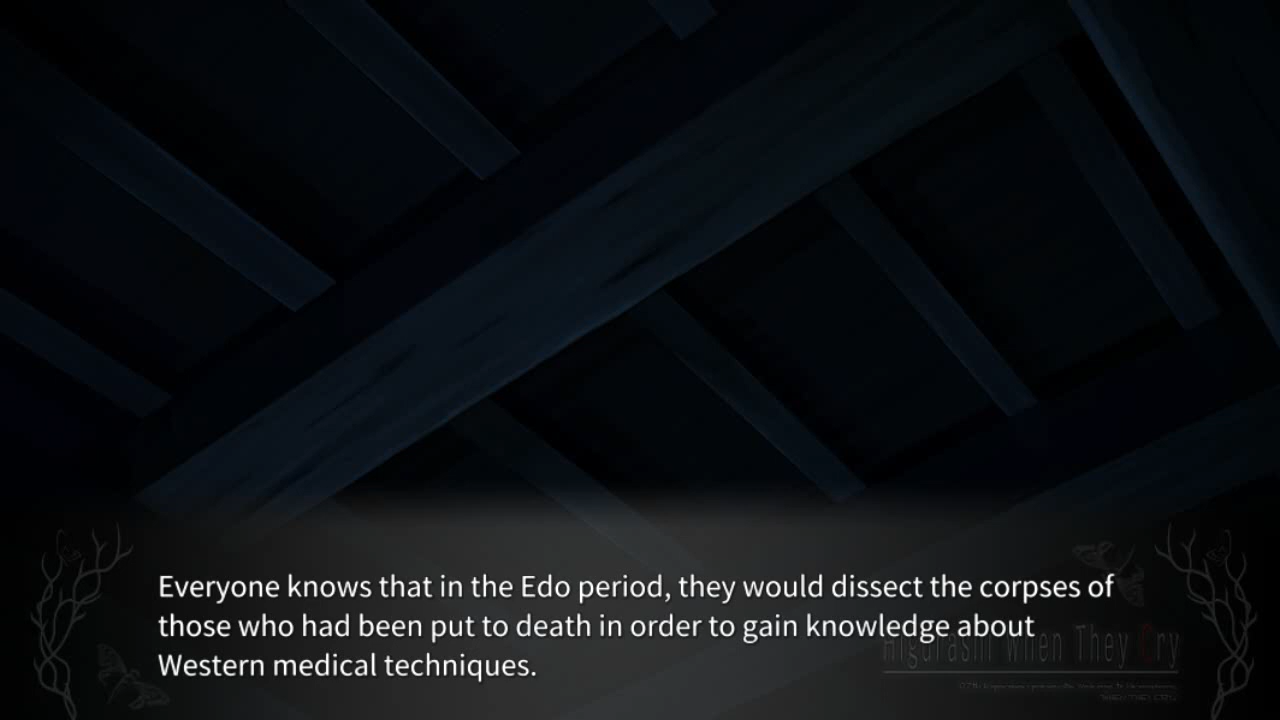 Everyone knows that in the Edo period, they would dissect the corpses of
those who had been put to death in order to gain knowledge about
Western medical techniques.
Higurashi When They Cry